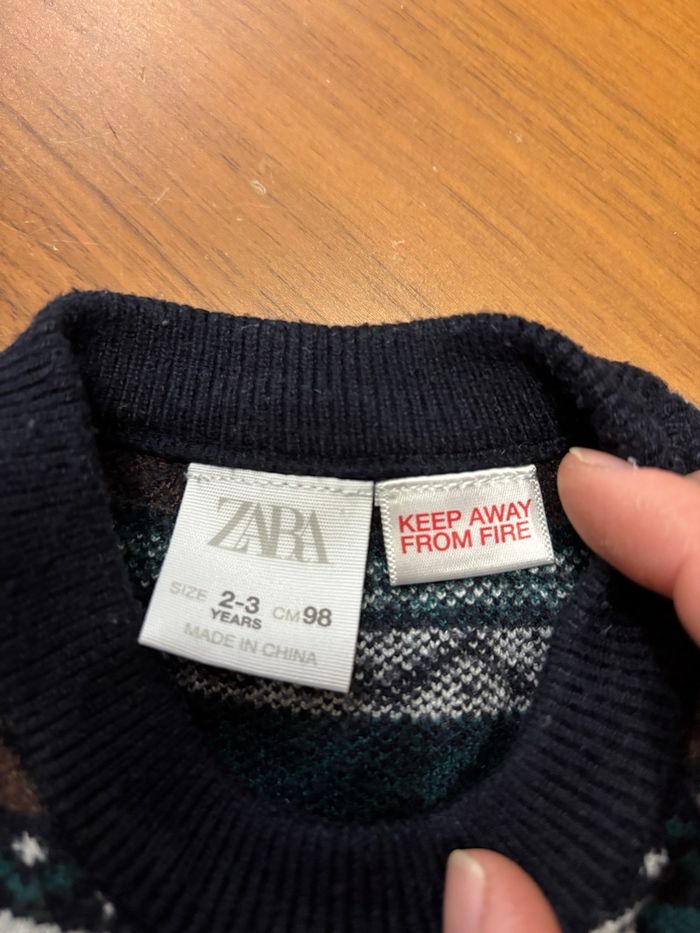 ZARA
SIZE 2-3 YEARS CM 98
MADE IN CHINA
KEEP AWAY
FROM FIRE